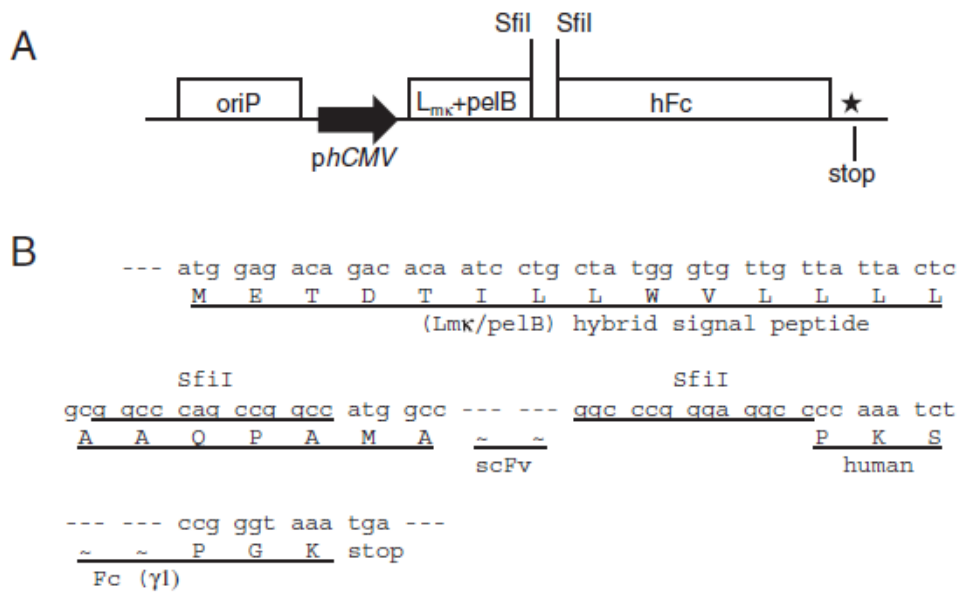 A
SfiI SfiI
oriP Lmκ+pelB hFc ★
phCMV
stop
B
--- atg gag aca gac aca atc ctg cta tgg gtg ttg tta tta ctc
M E T D T I L L W V L L L L
(Lmκ/pelB) hybrid signal peptide
SfiI SfiI
gcg gcc cag ccg gcc atg gcc --- --- ggc ccg gga ggc ccc aaa tct
A A Q P A M A ~ ~ P K S
scFv human
--- --- ccg ggt aaa tga ---
~ ~ P G K stop
Fc (γ1)